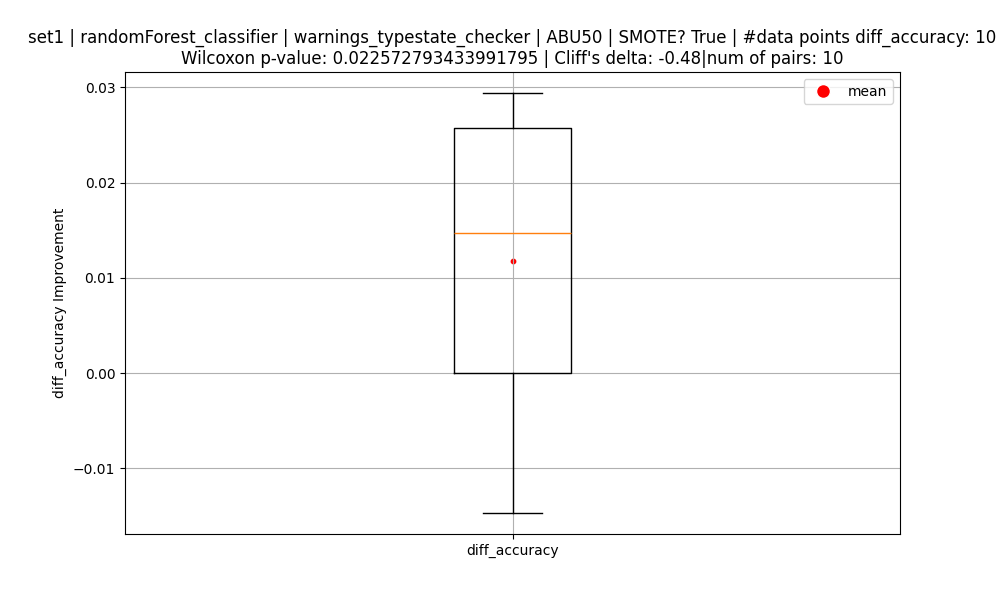 set1 | randomForest_classifier | warnings_typestate_checker | ABU50 | SMOTE? True | #data points diff_accuracy: 10
Wilcoxon p-value: 0.022572793433991795 | Cliff's delta: -0.48|num of pairs: 10
mean
0.03
0.02
0.01
0.00
−0.01
diff_accuracy Improvement
diff_accuracy